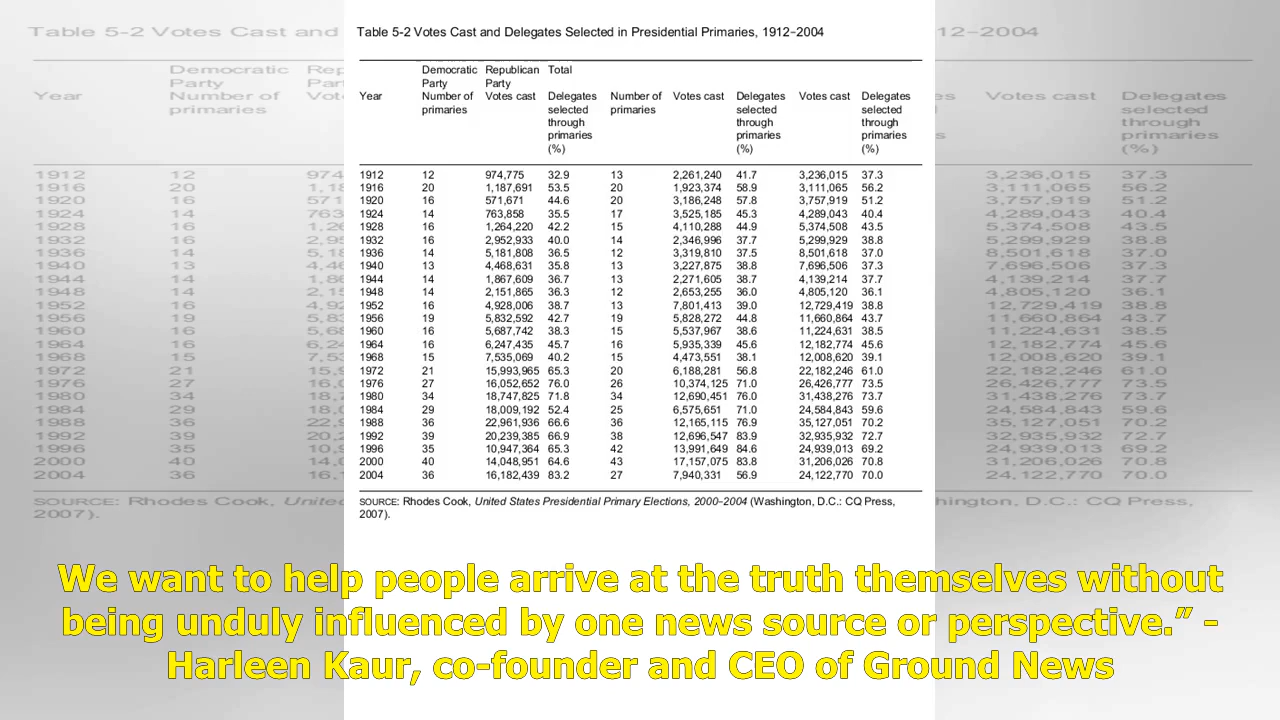 Table 5-2 Votes Cast and Delegates Selected in Presidential Primaries, 1912–2004
Democratic Republican Total
Party Party
Year Number of Votes cast Delegates Number of Votes cast Delegates Votes cast Delegates
primaries selected primaries selected selected
through through through
primaries primaries primaries
(%) (%) (%)
1912 12 974,775 32.9 13 2,261,240 41.7 3,236,015 37.3
1916 20 1,187,691 53.5 20 1,923,374 58.9 3,111,065 56.2
1920 16 571,671 44.6 20 3,186,248 57.8 3,757,919 51.2
1924 14 763,858 35.5 17 3,525,185 45.3 4,289,043 40.4
1928 16 1,264,220 42.2 15 4,110,288 44.9 5,374,508 43.5
1932 16 2,952,933 40.0 14 2,346,996 37.7 5,299,929 38.8
1936 14 5,181,808 36.5 12 3,319,810 37.5 8,501,618 37.0
1940 13 4,468,631 35.8 13 3,227,875 38.8 7,696,506 37.3
1944 14 1,867,609 36.7 13 2,271,605 38.7 4,139,214 37.7
1948 14 2,151,865 36.3 12 2,653,255 36.0 4,805,120 36.1
1952 16 4,928,006 38.7 13 7,801,413 39.0 12,729,419 38.8
1956 19 5,832,592 42.7 19 5,828,272 44.8 11,660,864 43.7
1960 16 5,687,742 38.3 15 5,537,967 38.6 11,224,631 38.5
1964 16 6,247,435 45.7 16 5,935,339 45.6 12,182,774 45.6
1968 15 7,535,069 40.2 15 4,473,551 38.1 12,008,620 39.1
1972 21 15,993,965 65.3 20 6,188,281 56.8 22,182,246 61.0
1976 27 16,052,652 76.0 26 10,374,125 71.0 26,426,777 73.5
1980 34 18,747,825 71.8 34 12,690,451 76.0 31,438,276 73.7
1984 29 18,009,192 52.4 25 6,575,651 71.0 24,584,843 59.6
1988 36 22,961,936 66.6 36 12,165,115 76.9 35,127,051 70.2
1992 39 20,239,385 66.9 38 12,696,547 83.9 32,935,932 72.7
1996 35 10,947,364 65.3 42 13,991,649 84.6 24,939,013 69.2
2000 40 14,048,951 64.6 43 17,157,075 83.8 31,206,026 70.8
2004 36 16,182,439 83.2 27 7,940,331 56.9 24,122,770 70.0
SOURCE: Rhodes Cook, United States Presidential Primary Elections, 2000–2004 (Washington, D.C.: CQ Press,
2007).
We want to help people arrive at the truth themselves without
being unduly influenced by one news source or perspective.” -
Harleen Kaur, co-founder and CEO of Ground News